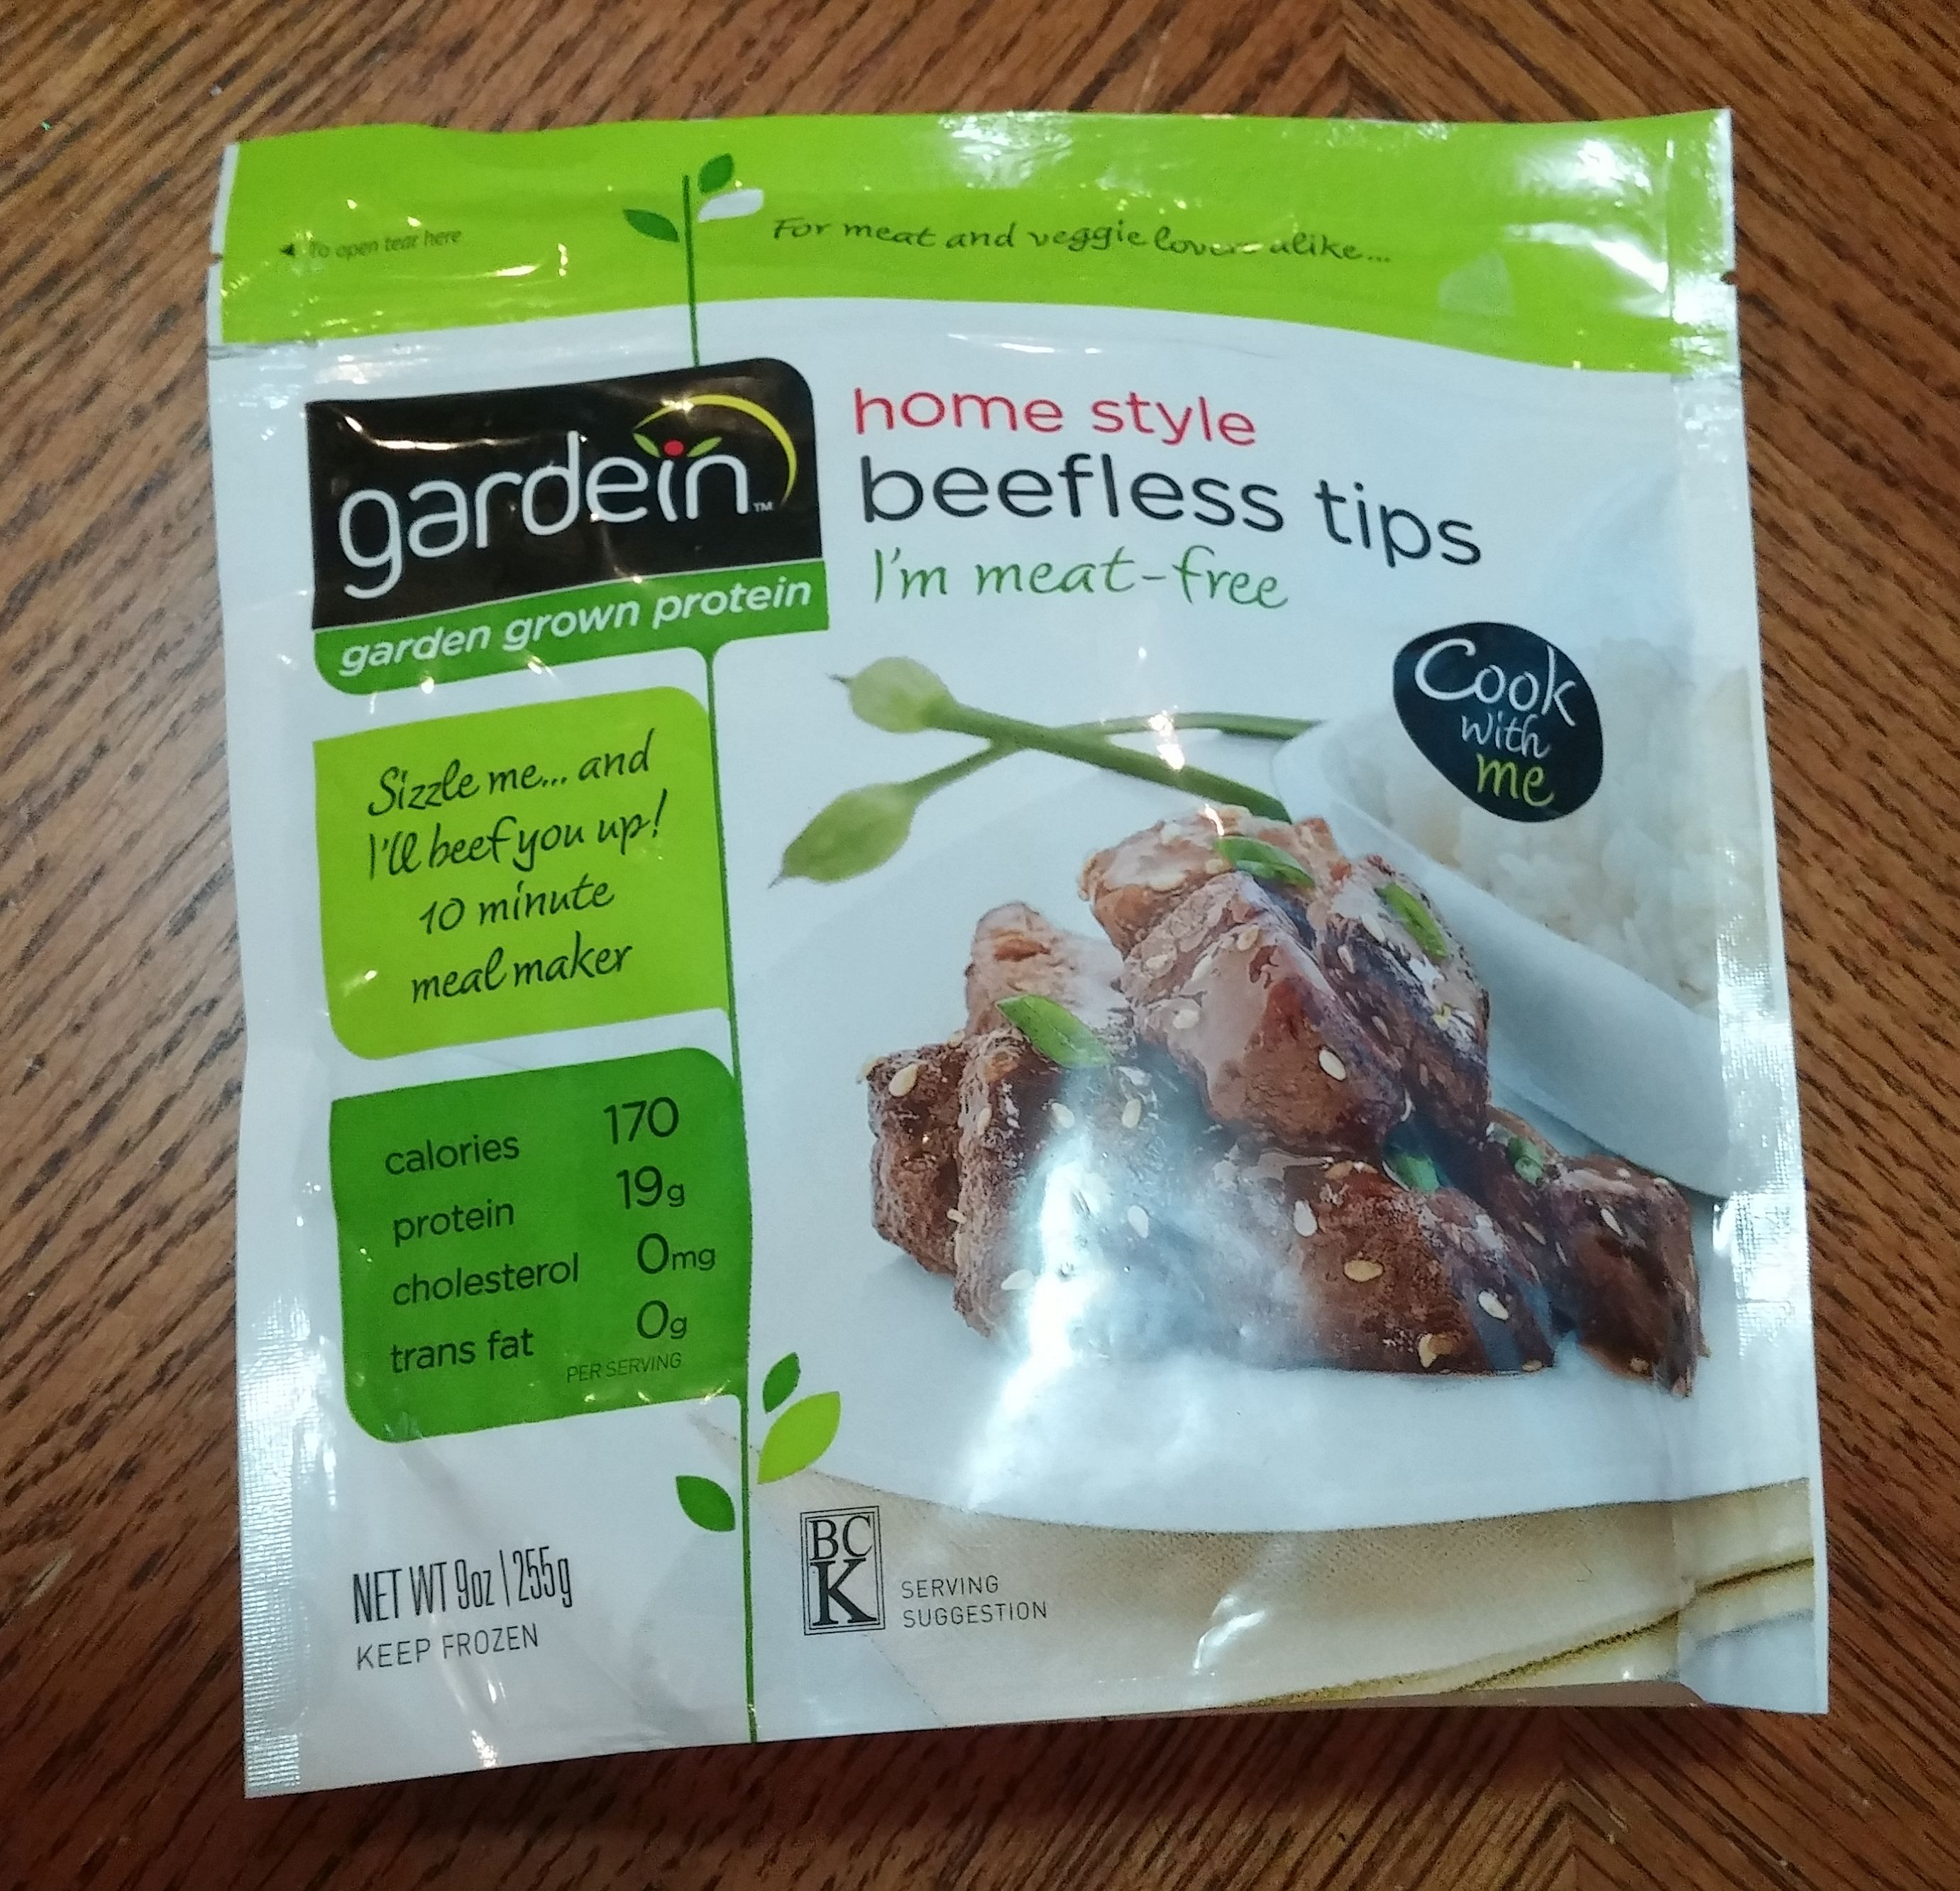 To open tear here
For meat and veggie lovers alike...
gardein™
garden grown protein
home style
beefless tips
I'm meat-free
Cook
with
me
Sizzle me... and
I'll beef you up!
10 minute
meal maker
calories 170
protein 19g
cholesterol 0mg
trans fat 0g
PER SERVING
NET WT 9oz | 255g
KEEP FROZEN
BC
K
SERVING
SUGGESTION